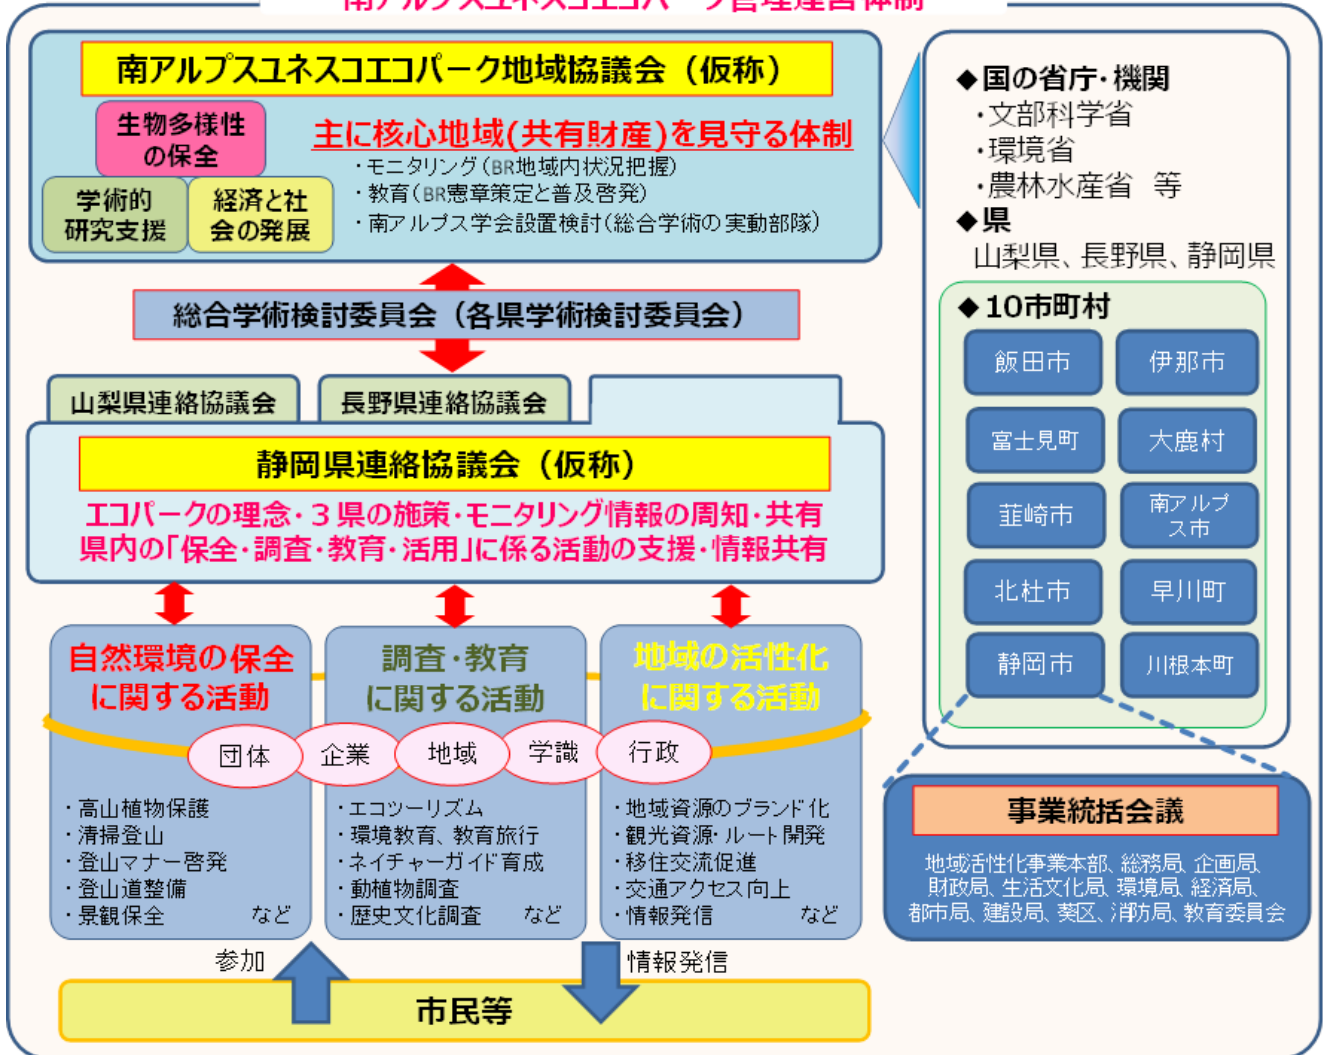 南アルプスユネスコエコパーク管理運営体制
南アルプスユネスコエコパーク地域協議会（仮称）
生物多様性
の保全
学術的
研究支援
経済と社
会の発展
主に核心地域(共有財産)を見守る体制
・モニタリング(BR地域内状況把握)
・教育(BR憲章策定と普及啓発)
・南アルプス学会設置検討(総合学術の実動部隊)
総合学術検討委員会（各県学術検討委員会）
山梨県連絡協議会
長野県連絡協議会
静岡県連絡協議会（仮称）
エコパークの理念・３県の施策・モニタリング情報の周知・共有
県内の「保全・調査・教育・活用」に係る活動の支援・情報共有
自然環境の保全
に関する活動
調査・教育
に関する活動
地域の活性化
に関する活動
団体
企業
地域
学識
行政
・高山植物保護
・清掃登山
・登山マナー啓発
・登山道整備
・景観保全　など
・エコツーリズム
・環境教育、教育旅行
・ネイチャーガイド育成
・動植物調査
・歴史文化調査　など
・地域資源のブランド化
・観光資源・ルート開発
・移住交流促進
・交通アクセス向上
・情報発信　など
参加
情報発信
市民等
◆国の省庁・機関
・文部科学省
・環境省
・農林水産省　等
◆県
山梨県、長野県、静岡県
◆10市町村
飯田市
伊那市
富士見町
大鹿村
韮崎市
南アルプ
ス市
北杜市
早川町
静岡市
川根本町
事業統括会議
地域活性化事業本部、総務局、企画局、
財政局、生活文化局、環境局、経済局、
都市局、建設局、葵区、消防局、教育委員会